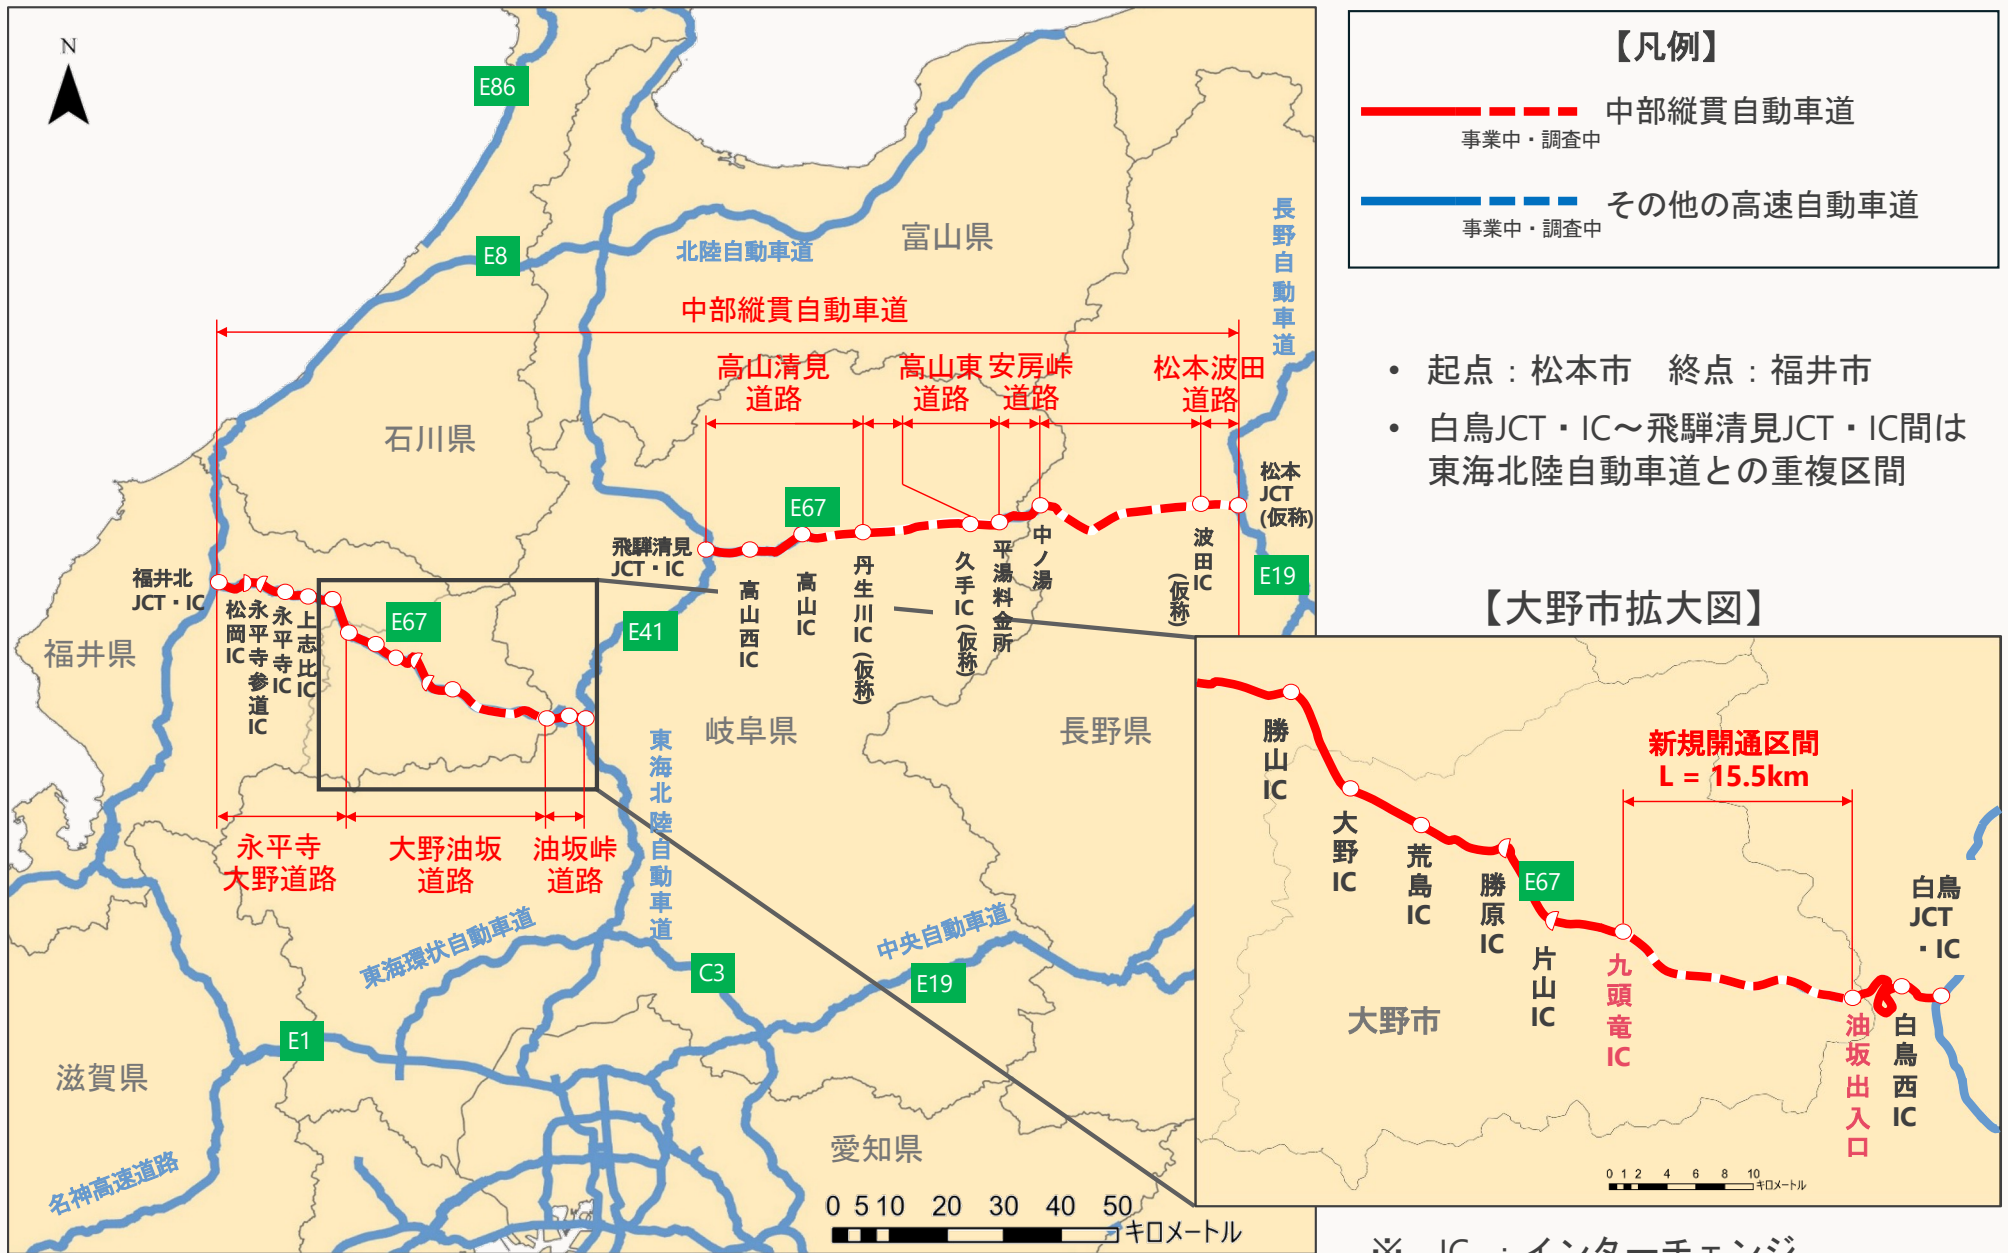 N
E86
E8
北陸自動車道
富山県
長野自動車道
中部縦貫自動車道
高山清見
道路
高山東
道路
安房峠
道路
松本波田
道路
石川県
松本
JCT
(仮称)
E67
飛騨清見
JCT・IC
高山西IC
高山IC
丹生川IC(仮称)
久手IC(仮称)
平湯料金所
中ノ湯
波田IC
(仮称)
E19
福井北
JCT・IC
松岡IC
永平寺参道IC
永平寺IC
上志比IC
E67
E41
福井県
岐阜県
長野県
東海北陸自動車道
永平寺
大野道路
大野油坂
道路
油坂峠
道路
東海環状自動車道
中央自動車道
C3
E19
E1
滋賀県
愛知県
名神高速道路
0 5 10 20 30 40 50
キロメートル
【凡例】
中部縦貫自動車道
事業中・調査中
その他の高速自動車道
事業中・調査中
• 起点：松本市　終点：福井市
• 白鳥JCT・IC～飛騨清見JCT・IC間は
東海北陸自動車道との重複区間
【大野市拡大図】
勝山IC
大野IC
荒島IC
勝原IC
E67
片山IC
新規開通区間
L = 15.5km
九頭竜IC
油坂出入口
白鳥西IC
白鳥
JCT
・IC
大野市
0 1 2 4 6 8 10
キロメートル
※　IC ：インターチェンジ